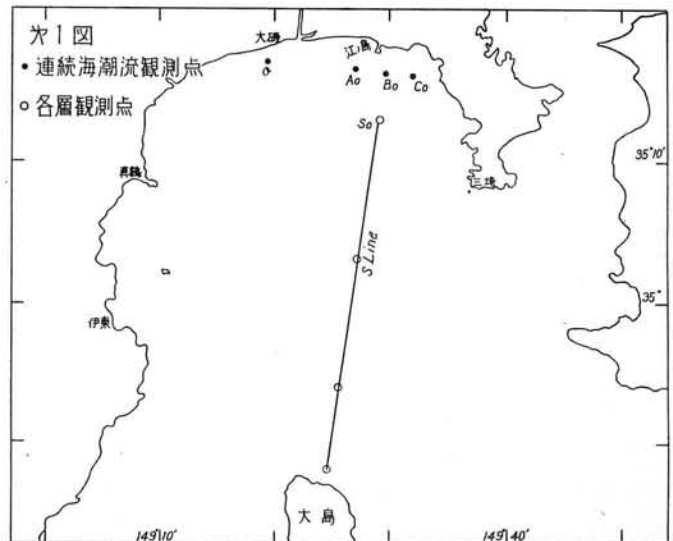 第1図
• 連続海潮流観測点
○ 各層観測点
大磯
江ノ島
a
Ao
Bo
Co
So
35°10'
真鶴
三埼
S Line
35°
伊東
大島
149°10'
149°40'